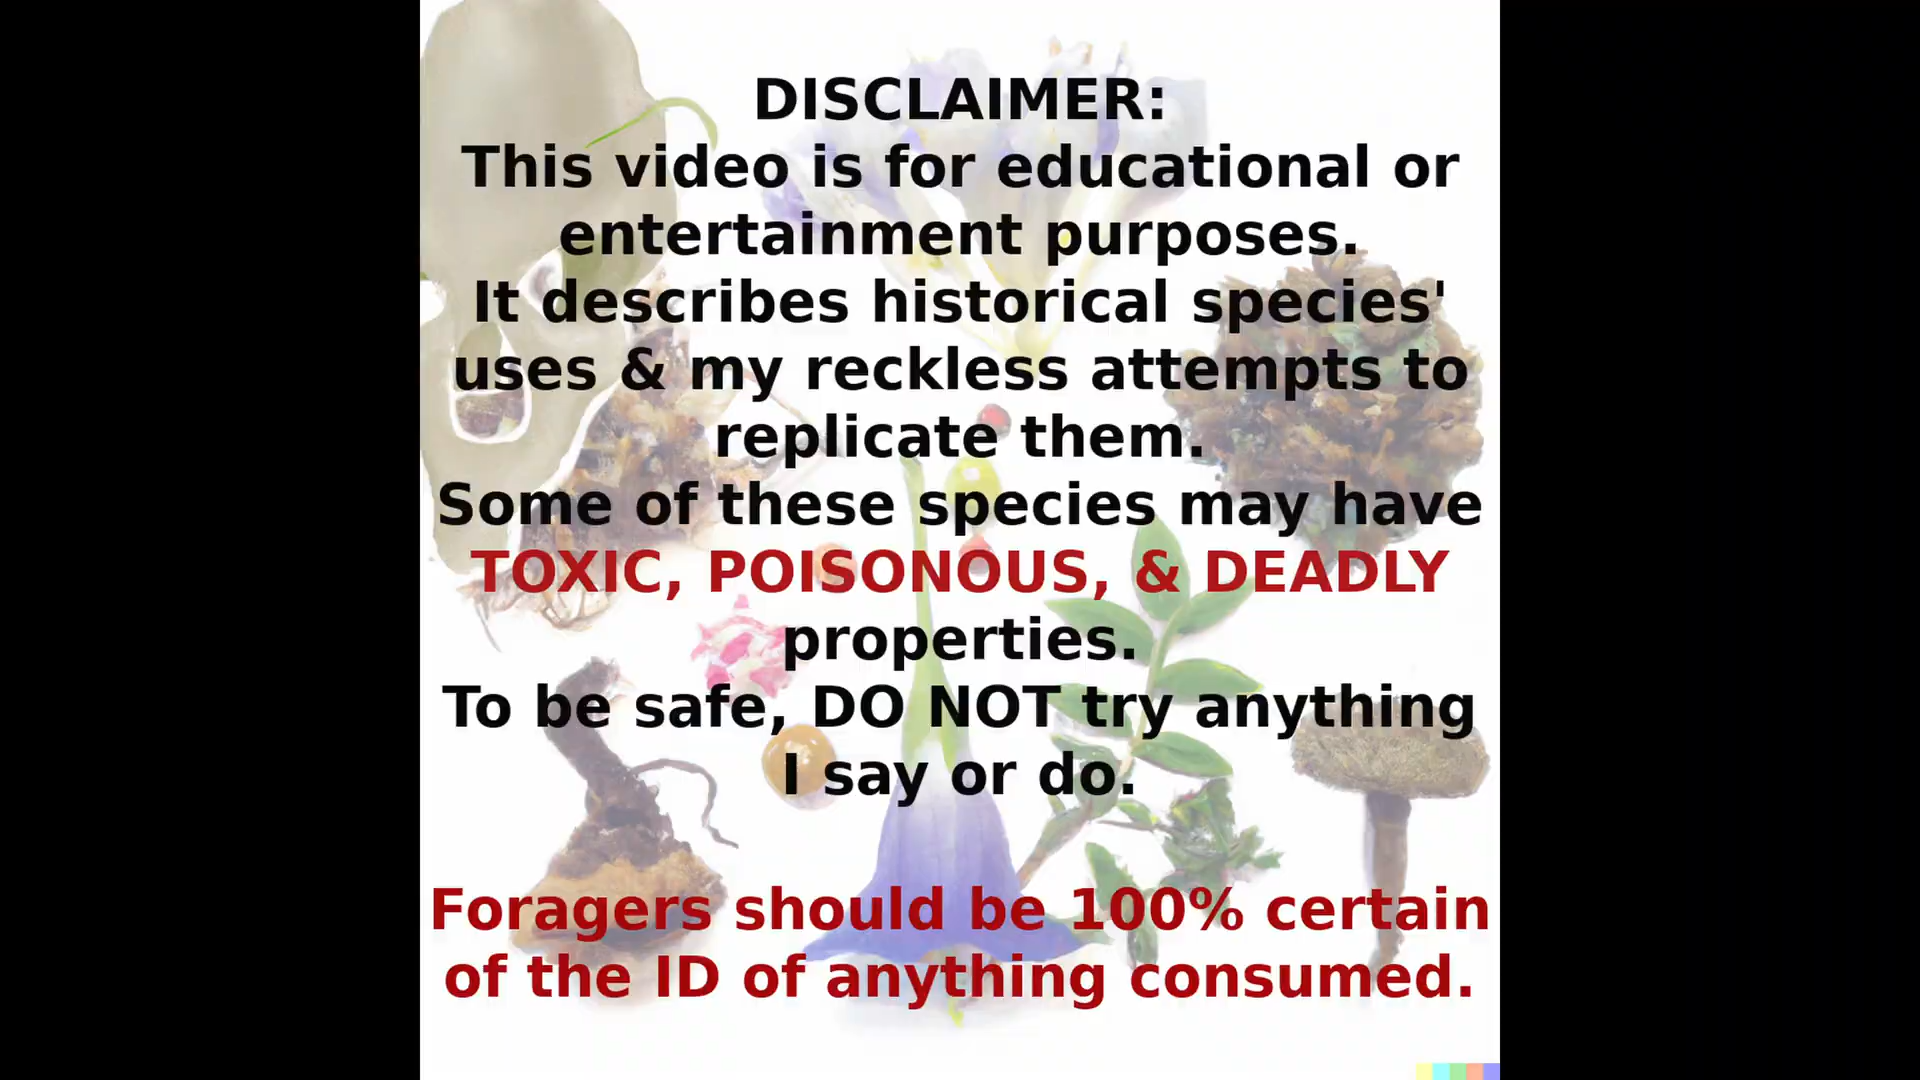 DISCLAIMER:
This video is for educational or
entertainment purposes.
It describes historical species'
uses & my reckless attempts to
replicate them.
Some of these species may have
TOXIC, POISONOUS, & DEADLY
properties.
To be safe, DO NOT try anything
I say or do.
Foragers should be 100% certain
of the ID of anything consumed.